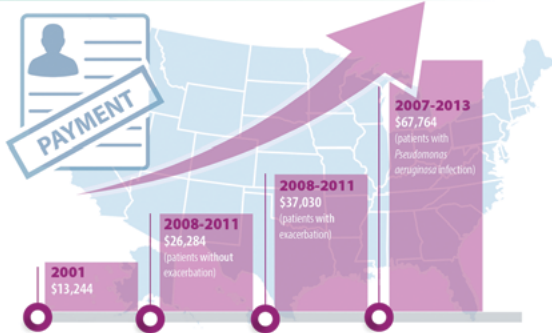 PAYMENT
2001
$13,244
2008-2011
$26,284
(patients without
exacerbation)
2008-2011
$37,030
(patients with
exacerbation)
2007-2013
$67,764
(patients with
Pseudomonas
aeruginosa infection)